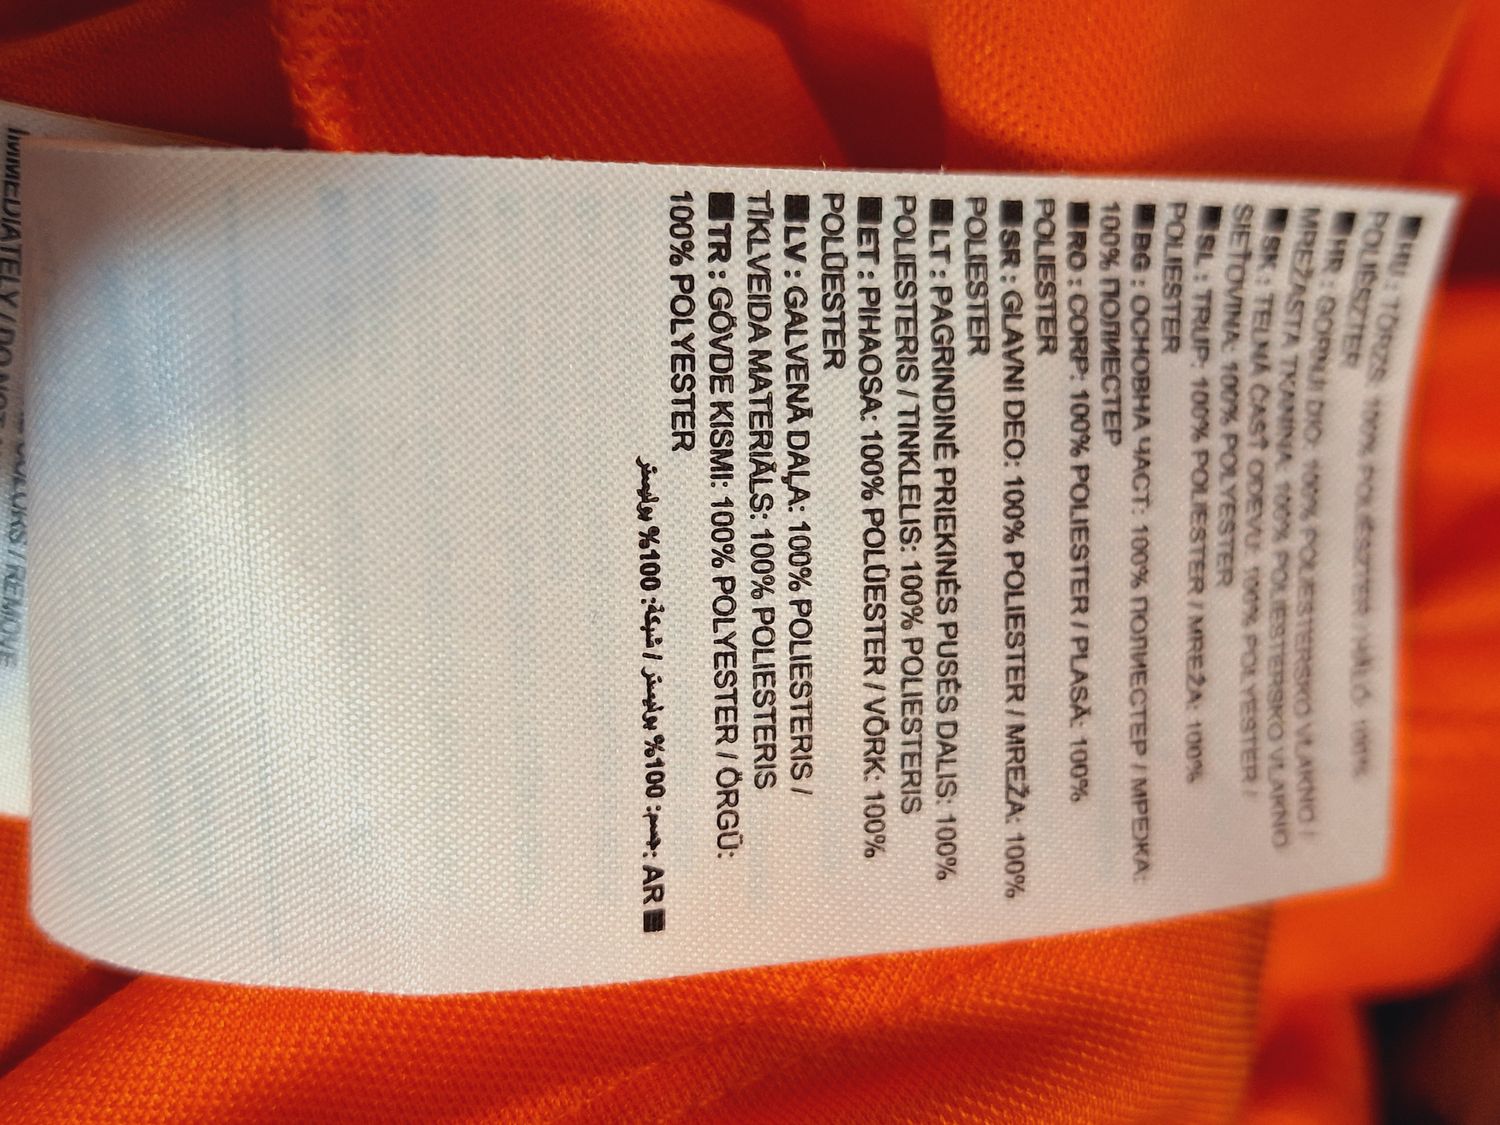 ■ HU : TÖRZS: 100% POLIÉSZTER / HÁLÓ: 100%
POLIÉSZTER
■ HR : GORNJI DIO: 100% POLIESTERSKO VLAKNO /
MREŽASTA TKANINA: 100% POLIESTERSKO VLAKNO
■ SK : TELNÁ ČASŤ ODEVU: 100% POLYESTER /
SIEŤOVINA: 100% POLYESTER
■ SL : TRUP: 100% POLIESTER / MREŽA: 100%
POLIESTER
■ BG : ОСНОВНА ЧАСТ: 100% ПОЛИЕСТЕР / МРЕЖА:
100% ПОЛИЕСТЕР
■ RO : CORP: 100% POLIESTER / PLASĂ: 100%
POLIESTER
■ SR : GLAVNI DEO: 100% POLIESTER / MREŽA: 100%
POLIESTER
■ LT : PAGRINDINĖ PRIEKINĖS PUSĖS DALIS: 100%
POLIESTERIS / TINKLELIS: 100% POLIESTERIS
■ ET : PIHAOSA: 100% POLÜESTER / VÕRK: 100%
POLÜESTER
■ LV : GALVENĀ DAĻA: 100% POLIESTERIS /
TĪKLVEIDA MATERIĀLS: 100% POLIESTERIS
■ TR : GÖVDE KISMI: 100% POLYESTER / ÖRGÜ:
100% POLYESTER
■ AR : جسم: 100% بوليستر / شبكة: 100% بوليستر
IMMEDIATELY / DO NOT
/ REMOVE